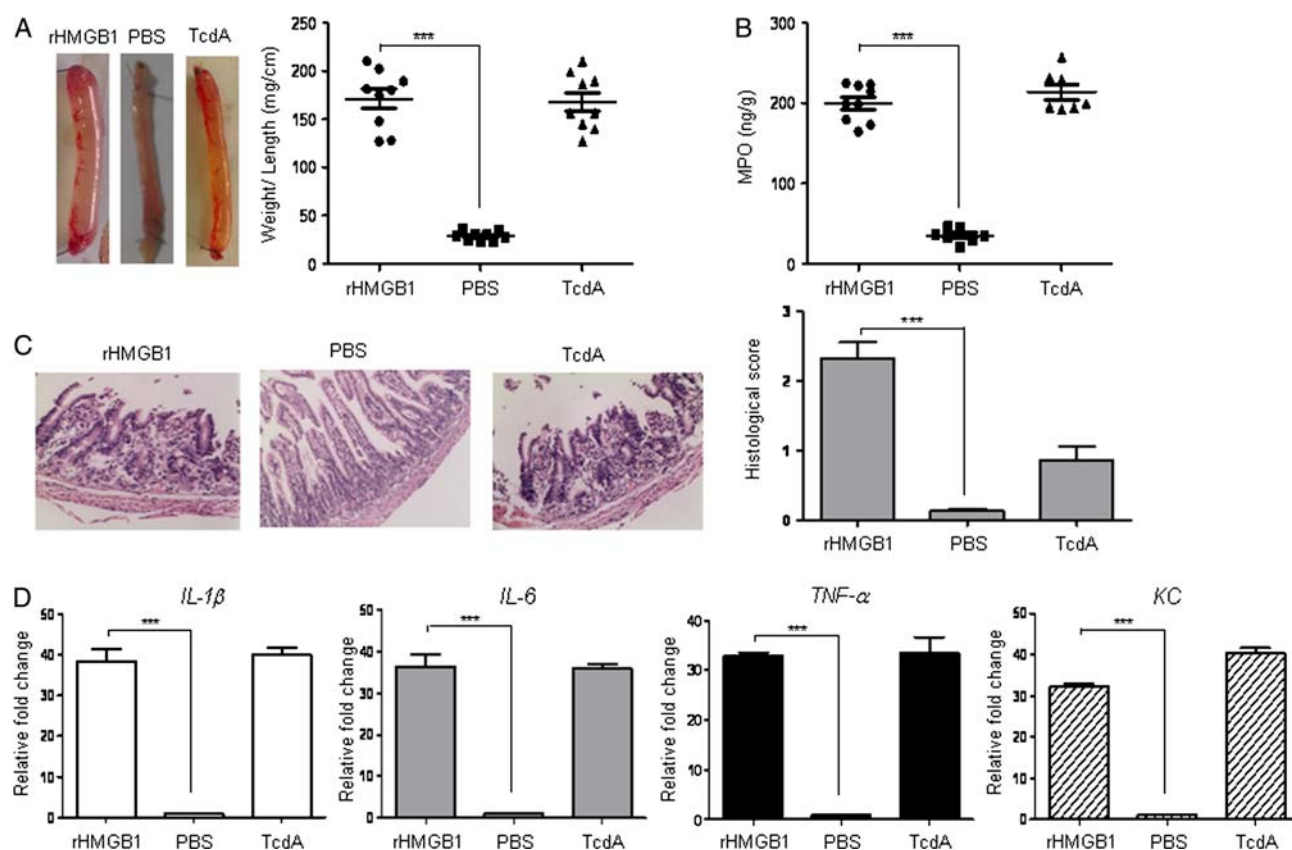 A
rHMGB1 PBS TcdA
Weight/ Length (mg/cm)
250
200
150
100
50
0
***
rHMGB1 PBS TcdA
B
MPO (ng/g)
300
200
100
0
***
rHMGB1 PBS TcdA
C
rHMGB1 PBS TcdA
Histological score
3
2
1
0
***
rHMGB1 PBS TcdA
D
IL-1β
Relative fold change
50
40
30
20
10
0
***
rHMGB1 PBS TcdA
IL-6
Relative fold change
50
40
30
20
10
0
***
rHMGB1 PBS TcdA
TNF-α
Relative fold change
40
30
20
10
0
***
rHMGB1 PBS TcdA
KC
Relative fold change
50
40
30
20
10
0
***
rHMGB1 PBS TcdA